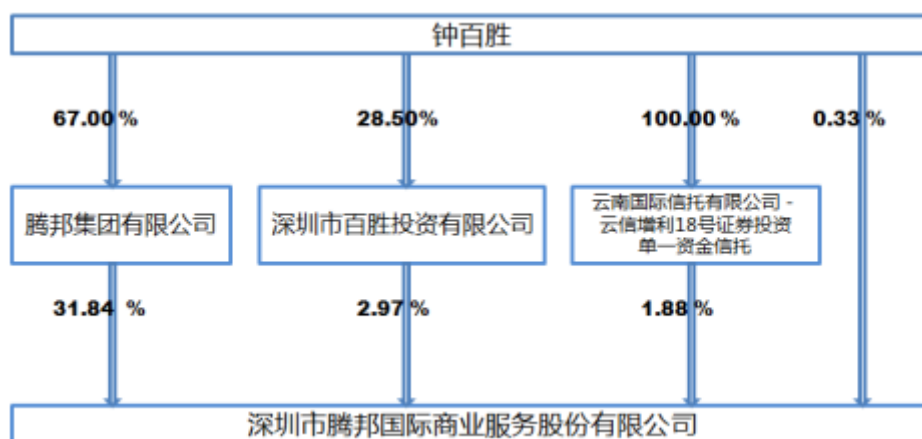 钟百胜
67.00 %
28.50%
100.00 %
0.33 %
腾邦集团有限公司
深圳市百胜投资有限公司
云南国际信托有限公司 -
云信增利18号证券投资
单一资金信托
31.84 %
2.97 %
1.88 %
深圳市腾邦国际商业服务股份有限公司